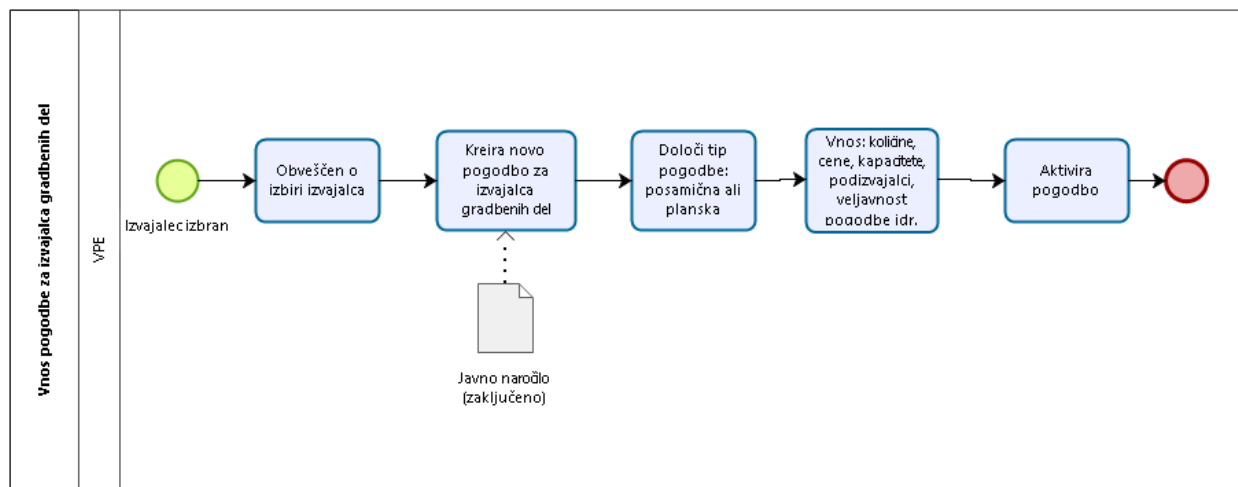 Vnos pogodbe za izvajalca gradbenih del
VPE
Izvajalec izbran
Obveščen o
izbiri izvajalca
Kreira novo
pogodbo za
izvajalca
gradbenih del
Javno naročilo
(zaključeno)
Določi tip
pogodbe:
posamična ali
planska
Vnos: količine,
cene, kapacitete,
podizvajalci,
veljavnost
pogodbe idr.
Aktivira
pogodbo